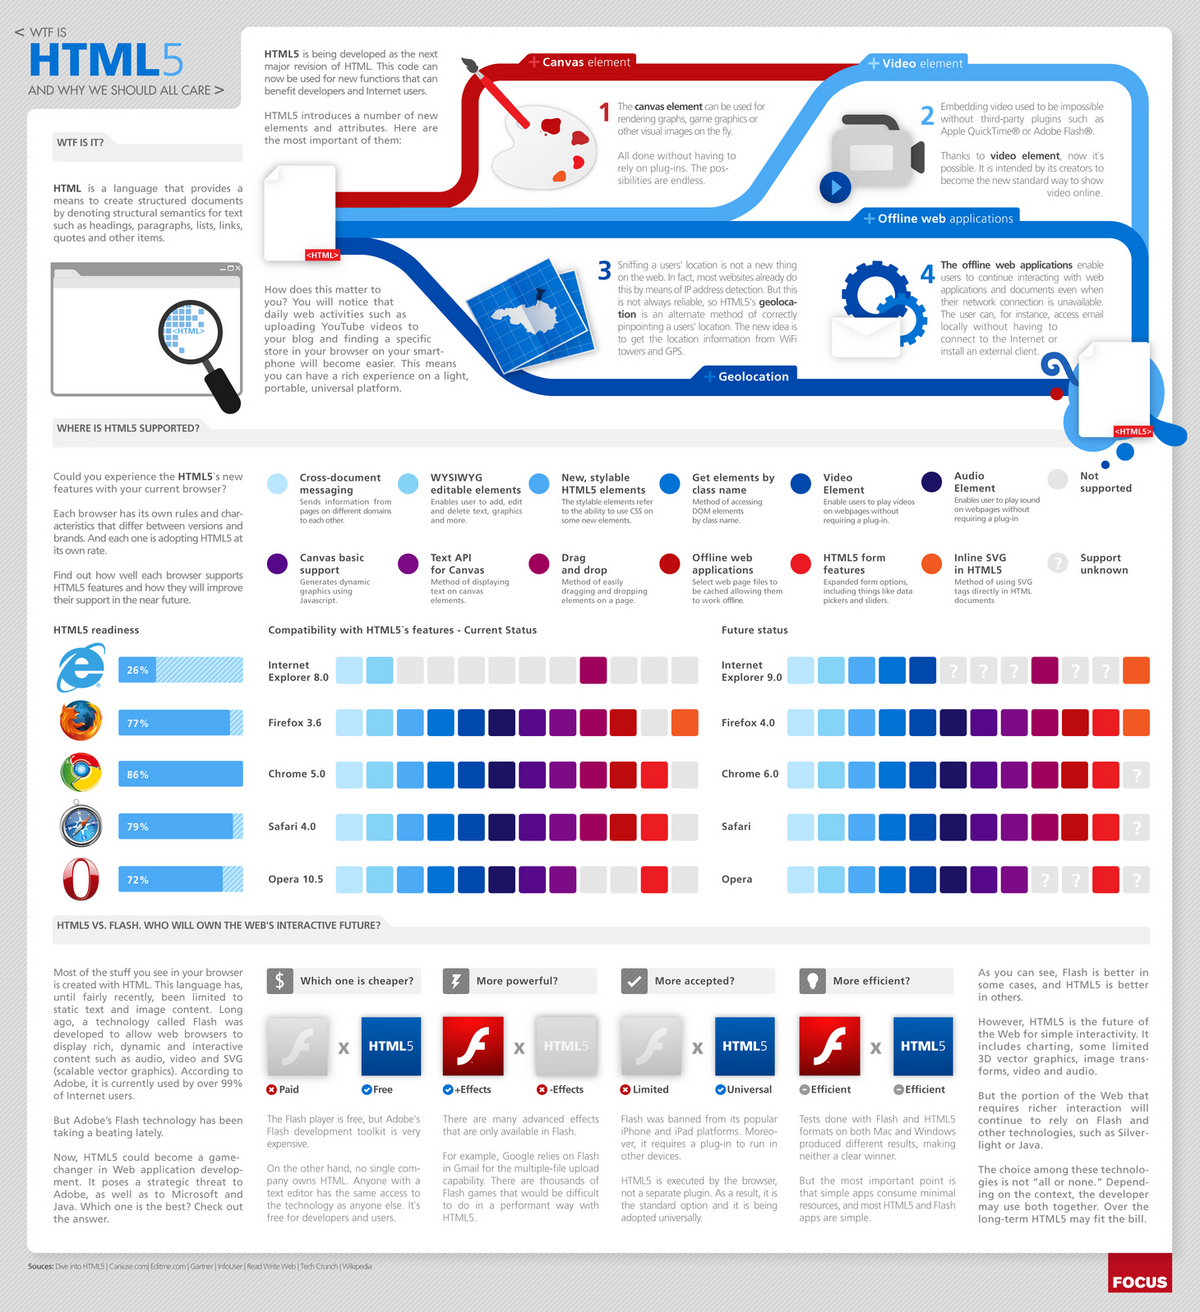 < WTF IS
HTML5
AND WHY WE SHOULD ALL CARE >
WTF IS IT?
HTML is a language that provides a
means to create structured documents
by denoting structural semantics for text
such as headings, paragraphs, lists, links,
quotes and other items.
<HTML>
HTML5 is being developed as the next
major revision of HTML. This code can
now be used for new functions that can
benefit developers and Internet users.
HTML5 introduces a number of new
elements and attributes. Here are
the most important of them:
<HTML>
How does this matter to
you? You will notice that
daily web activities such as
uploading YouTube videos to
your blog and finding a specific
store in your browser on your smart-
phone will become easier. This means
you can have a rich experience on a light,
portable, universal platform.
+ Canvas element
1
The canvas element can be used for
rendering graphs, game graphics or
other visual images on the fly.
All done without having to
rely on plug-ins. The pos-
sibilities are endless.
+ Video element
2
Embedding video used to be impossible
without third-party plugins such as
Apple QuickTime® or Adobe Flash®.
Thanks to video element, now it's
possible. It is intended by its creators to
become the new standard way to show
video online.
+ Offline web applications
3
Sniffing a users' location is not a new thing
on the web. In fact, most websites already do
this by means of IP address detection. But this
is not always reliable, so HTML5's geoloca-
tion is an alternate method of correctly
pinpointing a users' location. The new idea is
to get the location information from WiFi
towers and GPS.
+ Geolocation
4
The offline web applications enable
users to continue interacting with web
applications and documents even when
their network connection is unavailable.
The user can, for instance, access email
locally without having to
connect to the Internet or
install an external client.
<HTML5>
WHERE IS HTML5 SUPPORTED?
Could you experience the HTML5`s new
features with your current browser?
Each browser has its own rules and char-
acteristics that differ between versions and
brands. And each one is adopting HTML5 at
its own rate.
Find out how well each browser supports
HTML5 features and how they will improve
their support in the near future.
Cross-document
messaging
Sends information from
pages on different domains
to each other.
WYSIWYG
editable elements
Enables user to add, edit
and delete text, graphics
and more.
New, stylable
HTML5 elements
The stylable elements refer
to the ability to use CSS on
some new elements.
Get elements by
class name
Method of accessing
DOM elements
by class name.
Video
Element
Enable users to play videos
on webpages without
requiring a plug-in.
Audio
Element
Enables user to play sound
on webpages without
requiring a plug-in
Not
supported
Canvas basic
support
Generates dynamic
graphics using
Javascript.
Text API
for Canvas
Method of displaying
text on canvas
elements.
Drag
and drop
Method of easily
dragging and dropping
elements on a page.
Offline web
applications
Select web page files to
be cached allowing them
to work offline.
HTML5 form
features
Expanded form options,
including things like data
pickers and sliders.
Inline SVG
in HTML5
Method of using SVG
tags directly in HTML
documents
?
Support
unknown
HTML5 readiness
Compatibility with HTML5`s features - Current Status
Future status
26%
Internet
Explorer 8.0
Internet
Explorer 9.0
? ? ? ? ?
77%
Firefox 3.6
Firefox 4.0
86%
Chrome 5.0
Chrome 6.0
?
79%
Safari 4.0
Safari
?
72%
Opera 10.5
Opera
? ? ?
HTML5 VS. FLASH. WHO WILL OWN THE WEB'S INTERACTIVE FUTURE?
Most of the stuff you see in your browser
is created with HTML. This language has,
until fairly recently, been limited to
static text and image content. Long
ago, a technology called Flash was
developed to allow web browsers to
display rich, dynamic and interactive
content such as audio, video and SVG
(scalable vector graphics). According to
Adobe, it is currently used by over 99%
of Internet users.
But Adobe's Flash technology has been
taking a beating lately.
Now, HTML5 could become a game-
changer in Web application develop-
ment. It poses a strategic threat to
Adobe, as well as to Microsoft and
Java. Which one is the best? Check out
the answer.
$ Which one is cheaper?
X HTML5
Paid Free
The Flash player is free, but Adobe's
Flash development toolkit is very
expensive.
On the other hand, no single com-
pany owns HTML. Anyone with a
text editor has the same access to
the technology as anyone else. It's
free for developers and users.
More powerful?
X HTML5
+Effects -Effects
There are many advanced effects
that are only available in Flash.
For example, Google relies on Flash
in Gmail for the multiple-file upload
capability. There are thousands of
Flash games that would be difficult
to do in a performant way with
HTML5.
More accepted?
X HTML5
Limited Universal
Flash was banned from its popular
iPhone and iPad platforms. Moreo-
ver, it requires a plug-in to run in
other devices.
HTML5 is executed by the browser,
not a separate plugin. As a result, it is
the standard option and it is being
adopted universally.
More efficient?
X HTML5
Efficient Efficient
Tests done with Flash and HTML5
formats on both Mac and Windows
produced different results, making
neither a clear winner.
But the most important point is
that simple apps consume minimal
resources, and most HTML5 and Flash
apps are simple.
As you can see, Flash is better in
some cases, and HTML5 is better
in others.
However, HTML5 is the future of
the Web for simple interactivity. It
includes charting, some limited
3D vector graphics, image trans-
forms, video and audio.
But the portion of the Web that
requires richer interaction will
continue to rely on Flash and
other technologies, such as Silver-
light or Java.
The choice among these technolo-
gies is not "all or none." Depend-
ing on the context, the developer
may use both together. Over the
long-term HTML5 may fit the bill.
Souces: Dive into HTML5 | Caniuse.com| Editme.com | Gartner | InfoUser | Read Write Web | Tech Crunch | Wikipedia
FOCUS